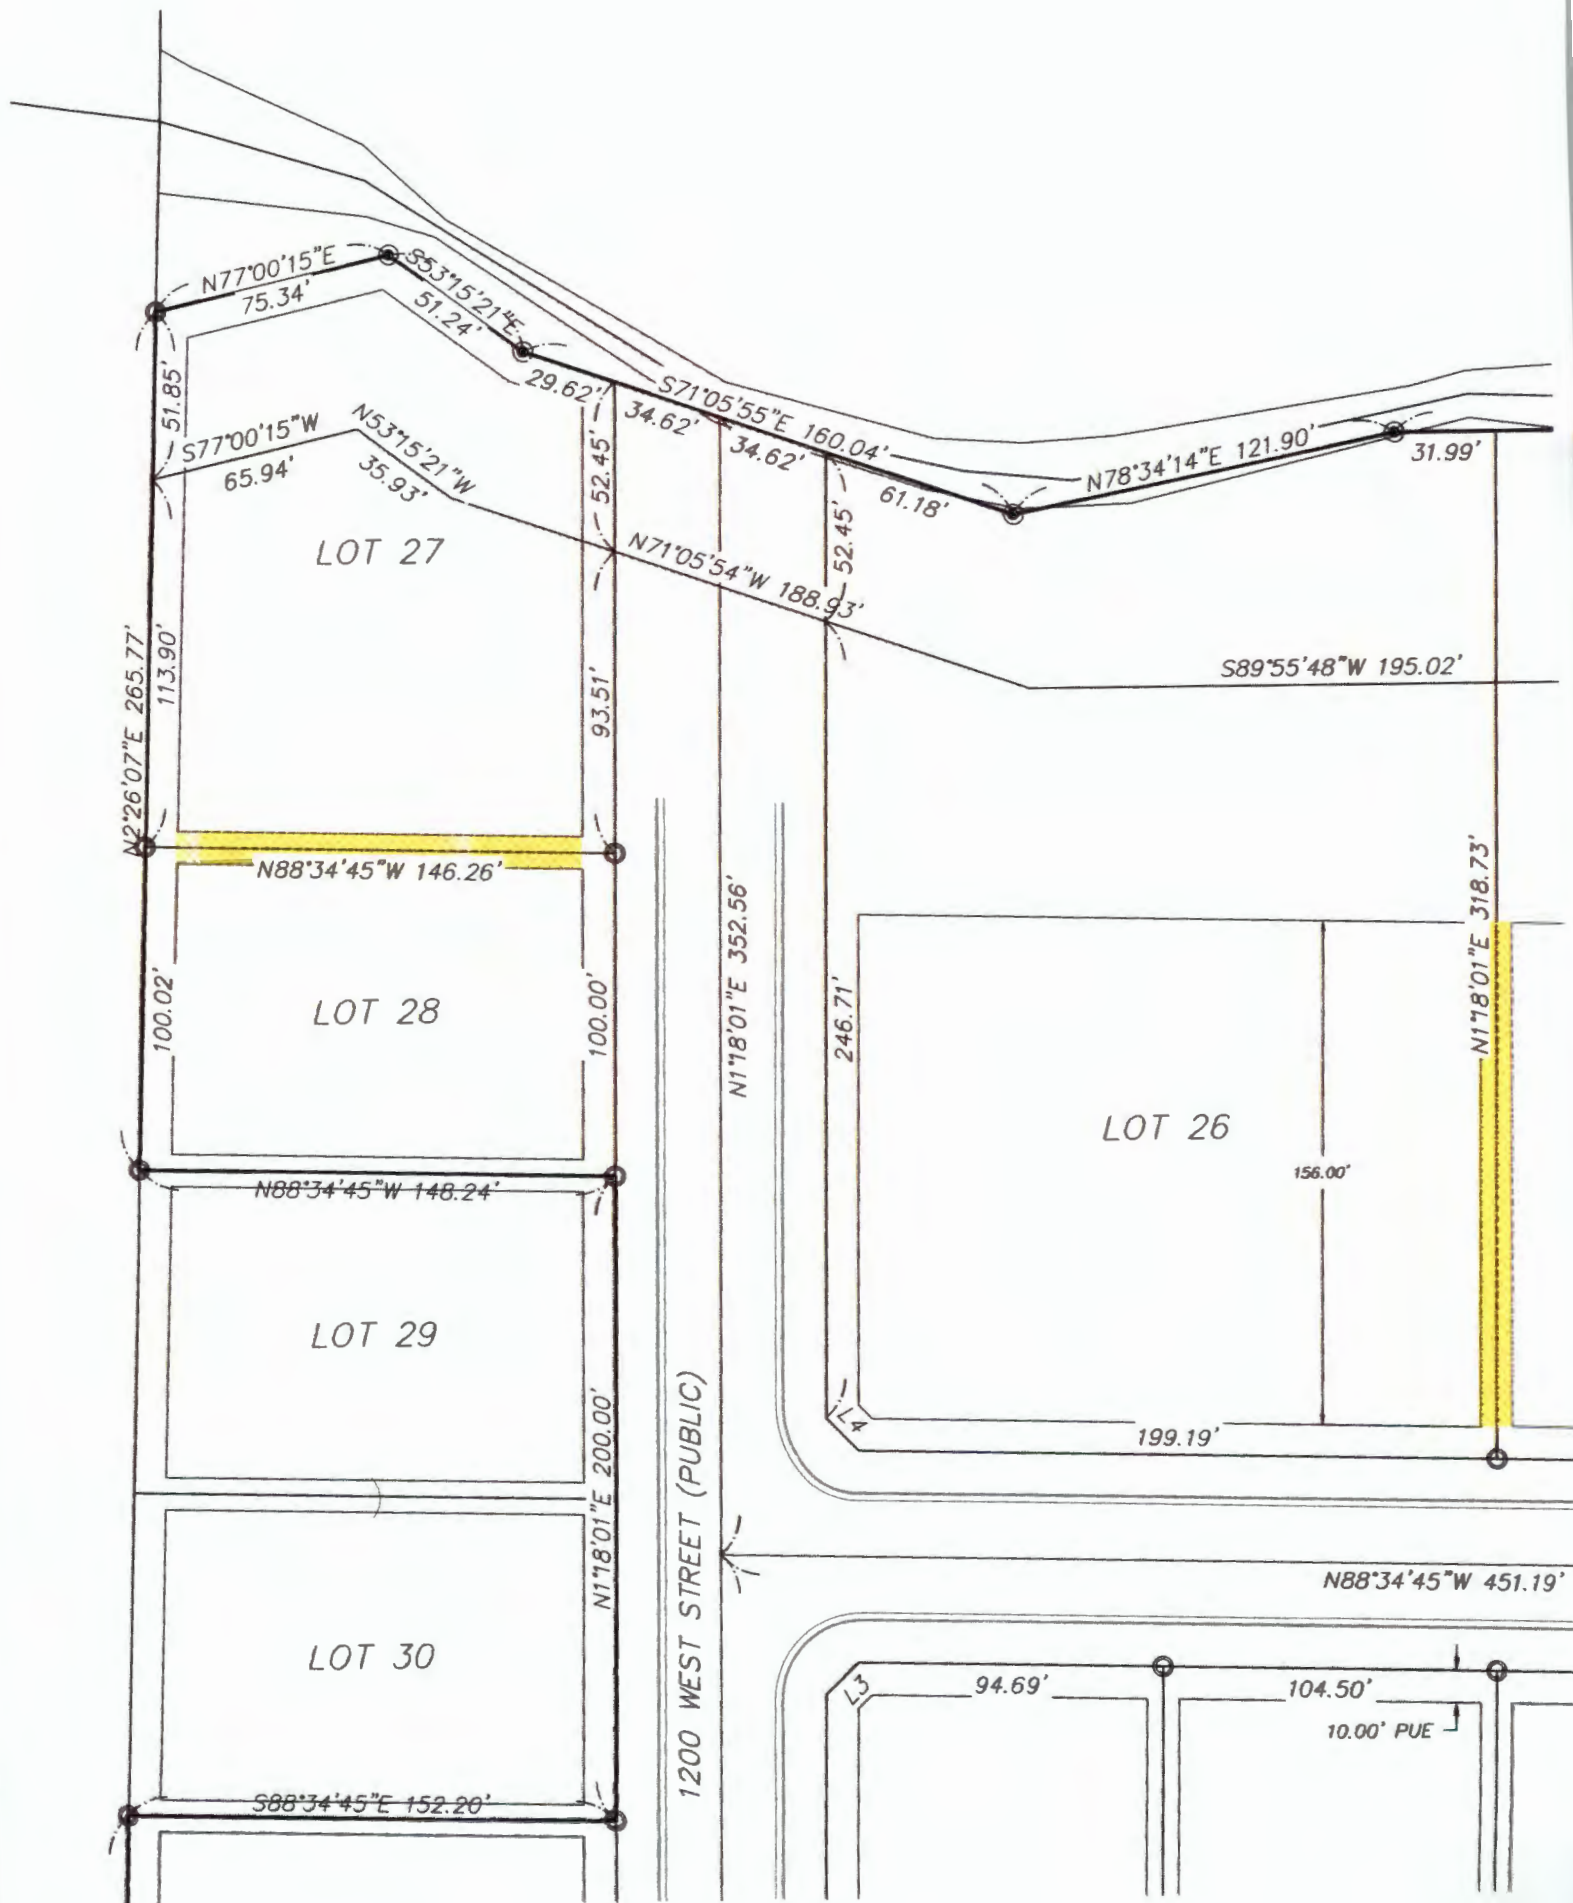 N77°00'15"E
75.34'
S53°15'21"E
51.24'
29.62'
S71°05'55"E 160.04'
34.62'
34.62'
61.18'
N78°34'14"E 121.90'
31.99'
51.85'
S77°00'15"W
65.94'
N53°15'21"W
35.93'
52.45'
52.45'
LOT 27
N71°05'54"W 188.93'
S89°55'48"W 195.02'
N2°26'07"E 265.77'
113.90'
93.51'
N88°34'45"W 146.26'
N1°18'01"E 352.56'
N1°18'01"E 318.73'
100.02'
LOT 28
100.00'
246.71'
LOT 26
156.00'
N88°34'45"W 148.24'
LOT 29
N1°18'01"E 200.00'
1200 WEST STREET (PUBLIC)
L4
199.19'
N88°34'45"W 451.19'
LOT 30
L3
94.69'
104.50'
10.00' PUE
S88°34'45"E 152.20'